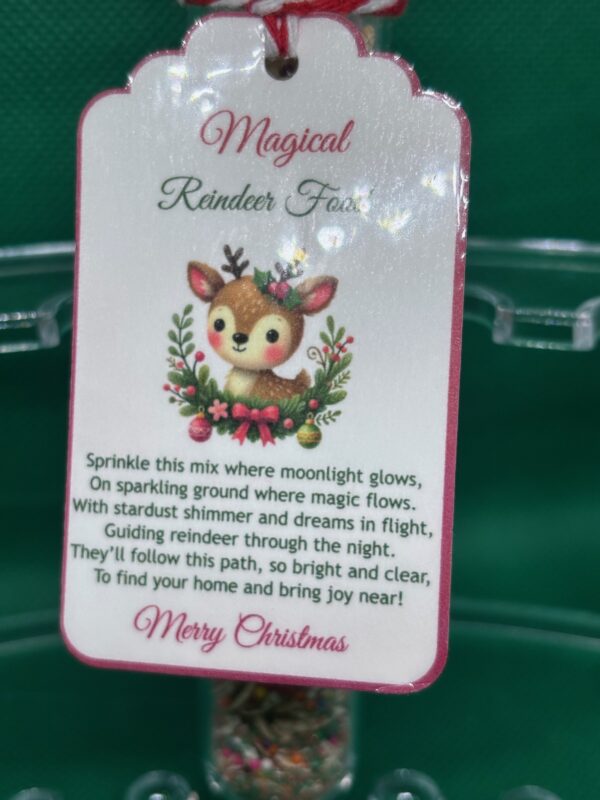 Magical
Reindeer Food
Sprinkle this mix where moonlight glows,
On sparkling ground where magic flows.
With stardust shimmer and dreams in flight,
Guiding reindeer through the night.
They'll follow this path, so bright and clear,
To find your home and bring joy near!
Merry Christmas